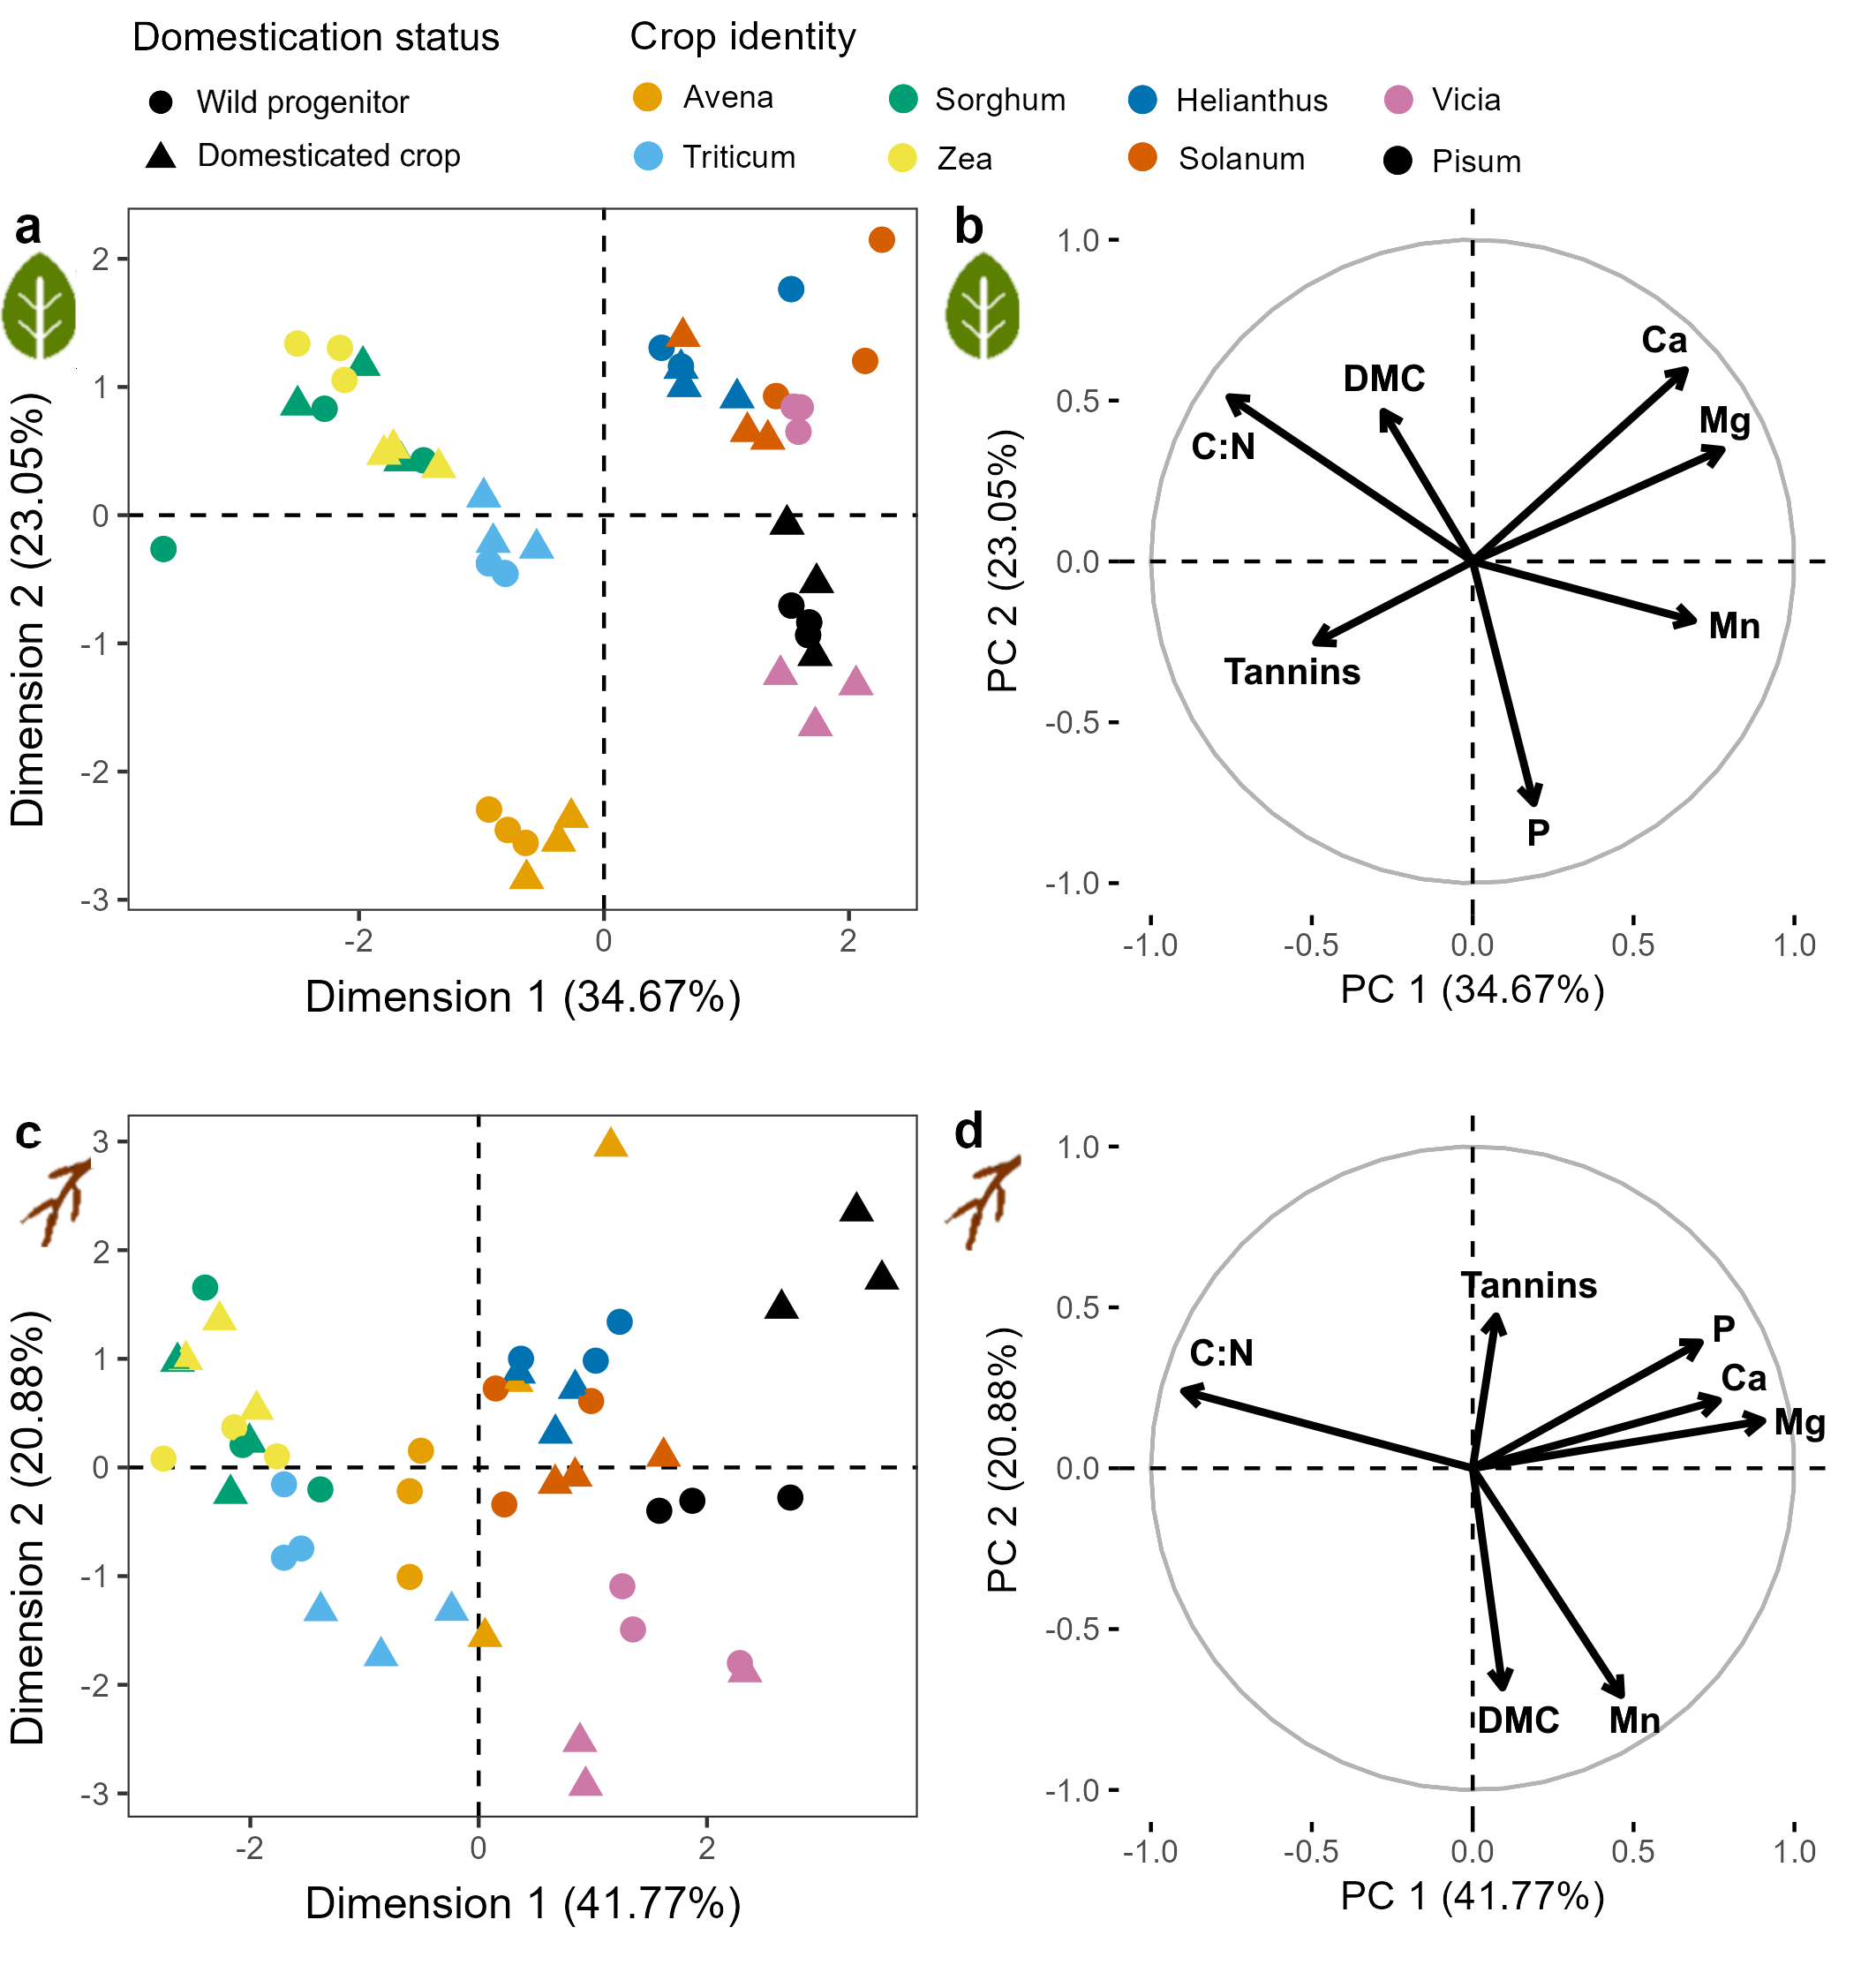 Domestication status
Crop identity
Wild progenitor
Domesticated crop
Avena
Sorghum
Helianthus
Vicia
Triticum
Zea
Solanum
Pisum
a
2
1
0
-1
-2
-3
Dimension 2 (23.05%)
-2
0
2
Dimension 1 (34.67%)
b
1.0
0.5
0.0
-0.5
-1.0
PC 2 (23.05%)
Ca
DMC
Mg
C:N
Mn
Tannins
P
-1.0
-0.5
0.0
0.5
1.0
PC 1 (34.67%)
c
3
2
1
0
-1
-2
-3
Dimension 2 (20.88%)
-2
0
2
Dimension 1 (41.77%)
d
1.0
0.5
0.0
-0.5
-1.0
PC 2 (20.88%)
Tannins
P
C:N
Ca
Mg
DMC
Mn
-1.0
-0.5
0.0
0.5
1.0
PC 1 (41.77%)